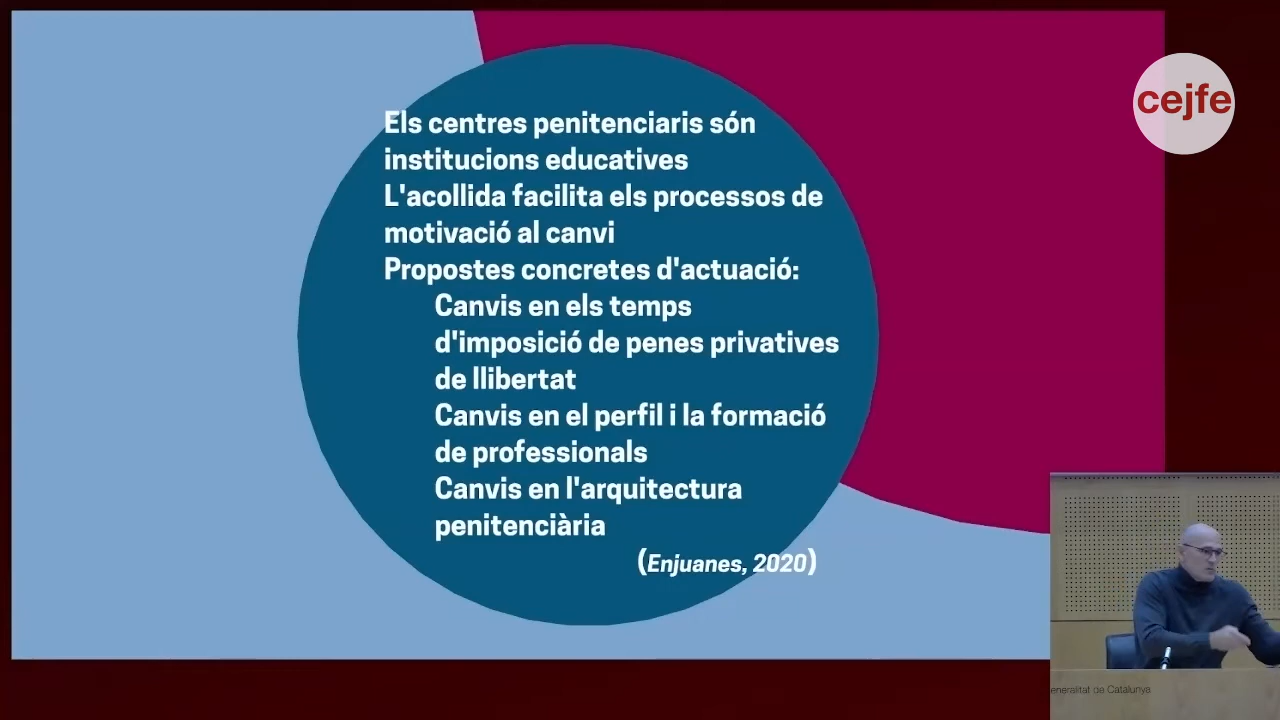 cejfe
Els centres penitenciaris són
institucions educatives
L'acollida facilita els processos de
motivació al canvi
Propostes concretes d'actuació:
Canvis en els temps
d'imposició de penes privatives
de llibertat
Canvis en el perfil i la formació
de professionals
Canvis en l'arquitectura
penitenciària
(Enjuanes, 2020)
eneralitat de Catalunya